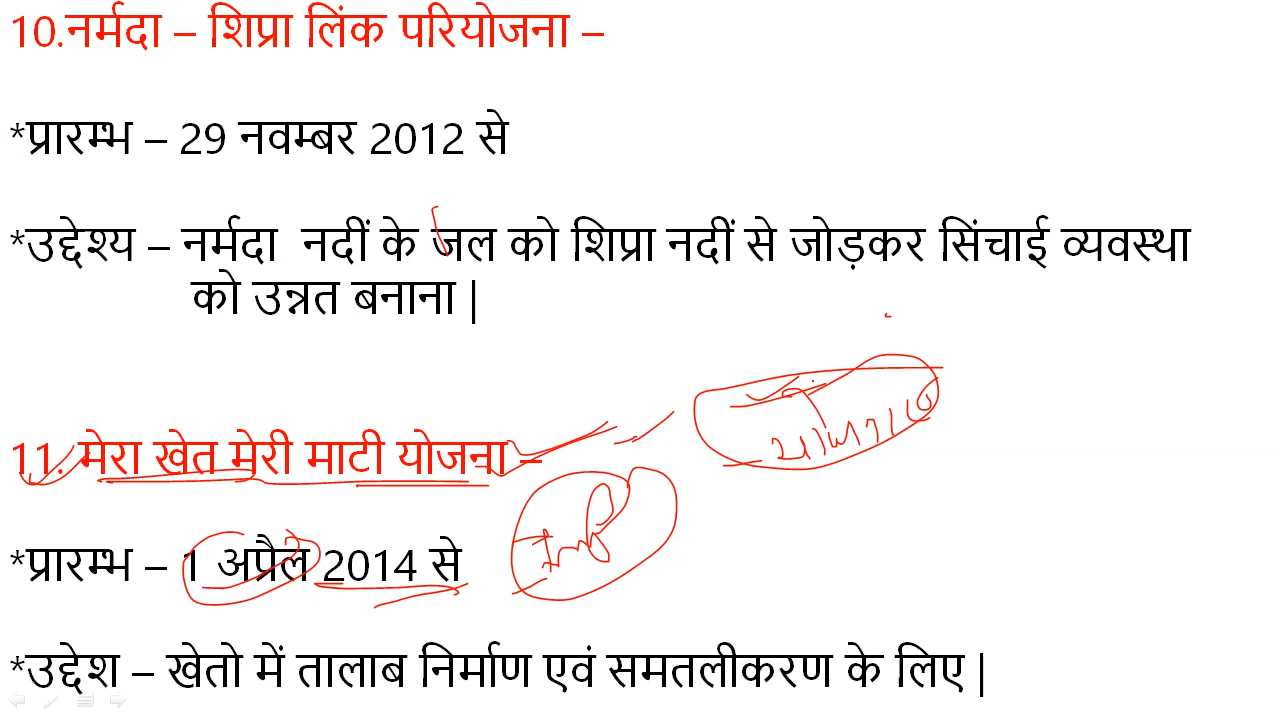 10.नर्मदा – शिप्रा लिंक परियोजना –
*प्रारम्भ – 29 नवम्बर 2012 से
*उद्देश्य – नर्मदा नदीं के जल को शिप्रा नदीं से जोड़कर सिंचाई व्यवस्था
को उन्नत बनाना |
11. मेरा खेत मेरी माटी योजना –
*प्रारम्भ – 1 अप्रैल 2014 से
*उद्देश – खेतो में तालाब निर्माण एवं समतलीकरण के लिए |